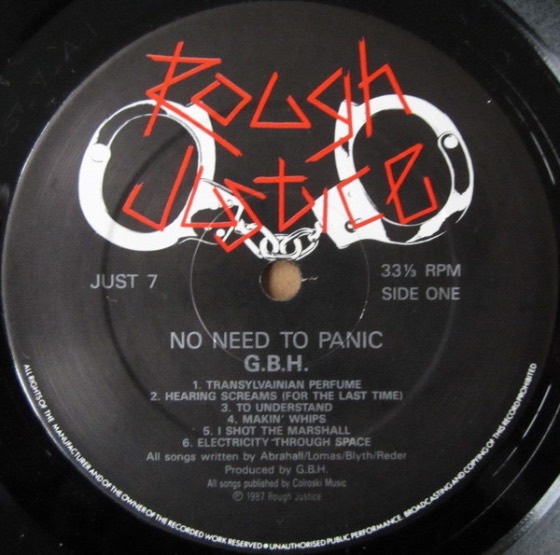 Rough
Justice
JUST 7
33⅓ RPM
SIDE ONE
NO NEED TO PANIC
G.B.H.
1. TRANSYLVAINIAN PERFUME
2. HEARING SCREAMS (FOR THE LAST TIME)
3. TO UNDERSTAND
4. MAKIN' WHIPS
5. I SHOT THE MARSHALL
6. ELECTRICITY THROUGH SPACE
All songs written by Abrahall/Lomas/Blyth/Reder
Produced by G.B.H.
All songs published by Colroski Music
℗ 1987 Rough Justice
ALL RIGHTS OF THE MANUFACTURER AND OF THE OWNER OF THE RECORDED WORK RESERVED ● UNAUTHORISED PUBLIC PERFORMANCE, BROADCASTING AND COPYING OF THIS RECORD PROHIBITED